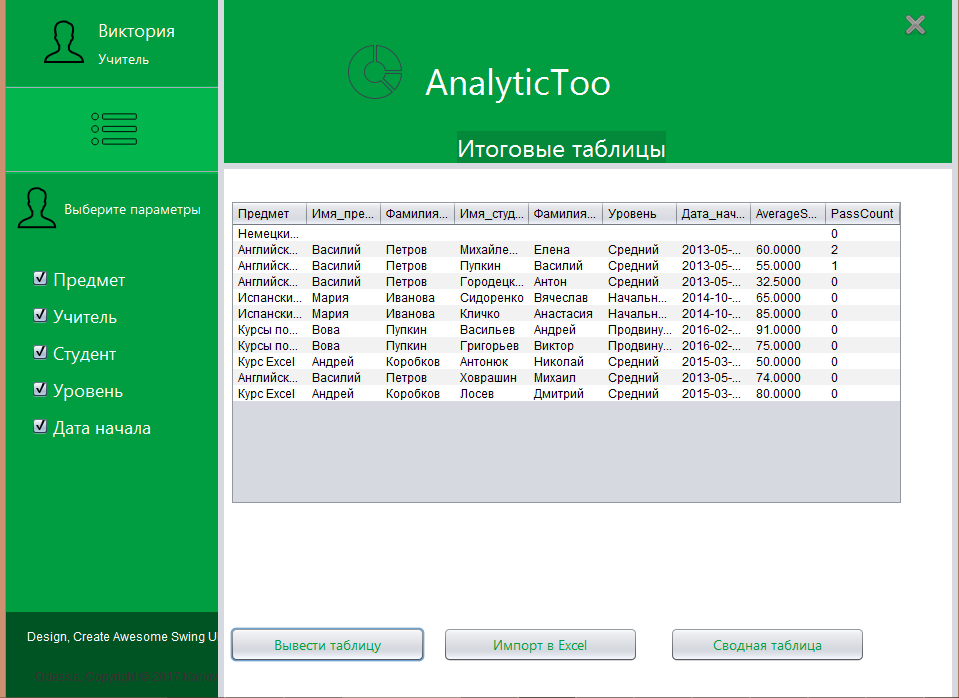 Виктория
Учитель
Выберите параметры
Предмет
Учитель
Студент
Уровень
Дата начала
Design, Create Awesome Swing U
AnalyticToo
Итоговые таблицы
Предмет Имя_пре... Фамилия... Имя_студ... Фамилия... Уровень Дата_нач... AverageS... PassCount
Немецки... 0
Английск... Василий Петров Михайле... Елена Средний 2013-05-... 60.0000 2
Английск... Василий Петров Пупкин Василий Средний 2013-05-... 55.0000 1
Английск... Василий Петров Городецк... Антон Средний 2013-05-... 32.5000 0
Испански... Мария Иванова Сидоренко Вячеслав Начальн... 2014-10-... 65.0000 0
Испански... Мария Иванова Кличко Анастасия Начальн... 2014-10-... 85.0000 0
Курсы по... Вова Пупкин Васильев Андрей Продвину... 2016-02-... 91.0000 0
Курсы по... Вова Пупкин Григорьев Виктор Продвину... 2016-02-... 75.0000 0
Курс Excel Андрей Коробков Антонюк Николай Средний 2015-03-... 50.0000 0
Английск... Василий Петров Ховрашин Михаил Средний 2013-05-... 74.0000 0
Курс Excel Андрей Коробков Лосев Дмитрий Средний 2015-03-... 80.0000 0
Вывести таблицу
Импорт в Excel
Сводная таблица